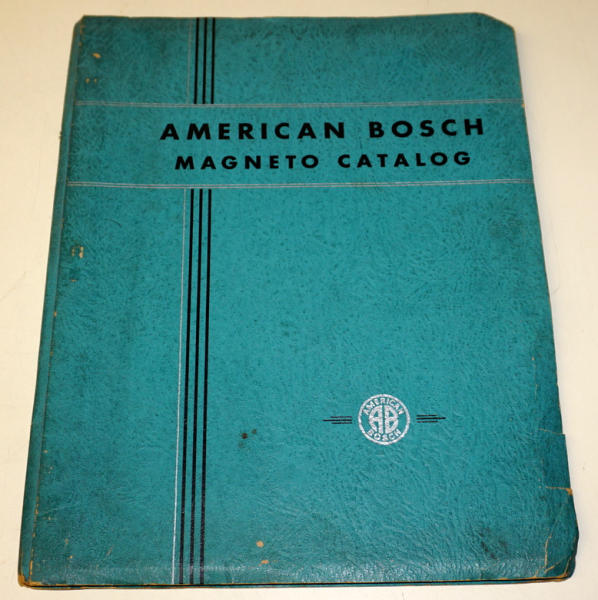 AMERICAN BOSCH
MAGNETO CATALOG
AMERICAN
AB
BOSCH